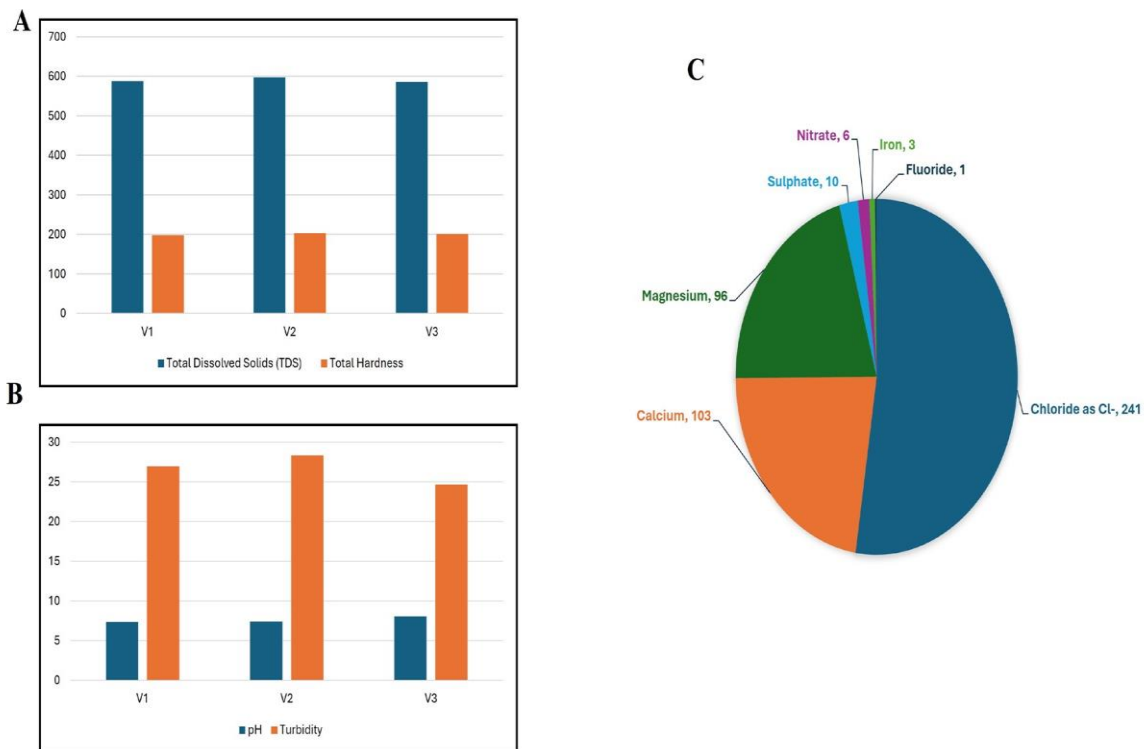 A
700
600
500
400
300
200
100
0
V1 V2 V3
Total Dissolved Solids (TDS) Total Hardness
B
30
25
20
15
10
5
0
V1 V2 V3
pH Turbidity
C
Nitrate, 6
Iron, 3
Fluoride, 1
Sulphate, 10
Magnesium, 96
Chloride as Cl-, 241
Calcium, 103